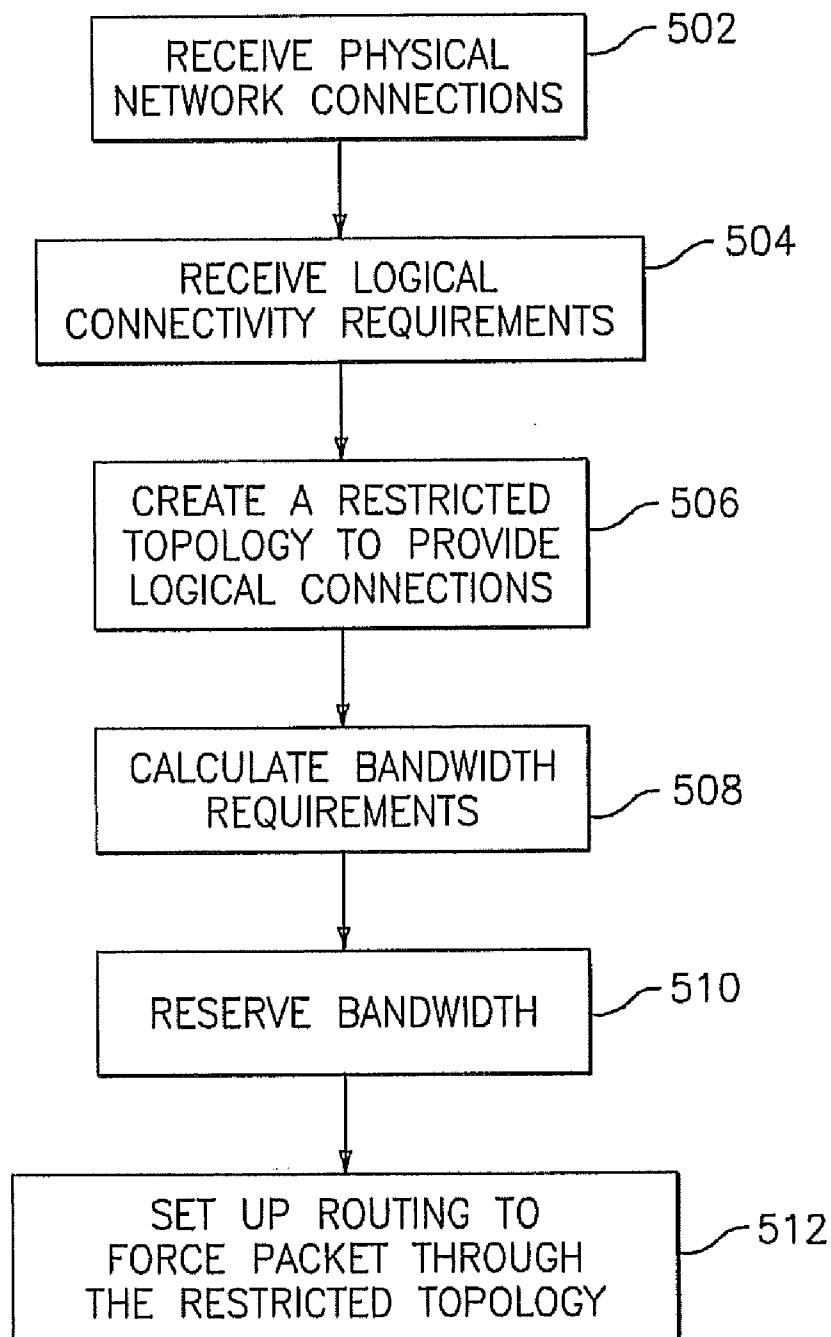 RECEIVE PHYSICAL
NETWORK CONNECTIONS
502
RECEIVE LOGICAL
CONNECTIVITY REQUIREMENTS
504
CREATE A RESTRICTED
TOPOLOGY TO PROVIDE
LOGICAL CONNECTIONS
506
CALCULATE BANDWIDTH
REQUIREMENTS
508
RESERVE BANDWIDTH
510
SET UP ROUTING TO
FORCE PACKET THROUGH
THE RESTRICTED TOPOLOGY
512